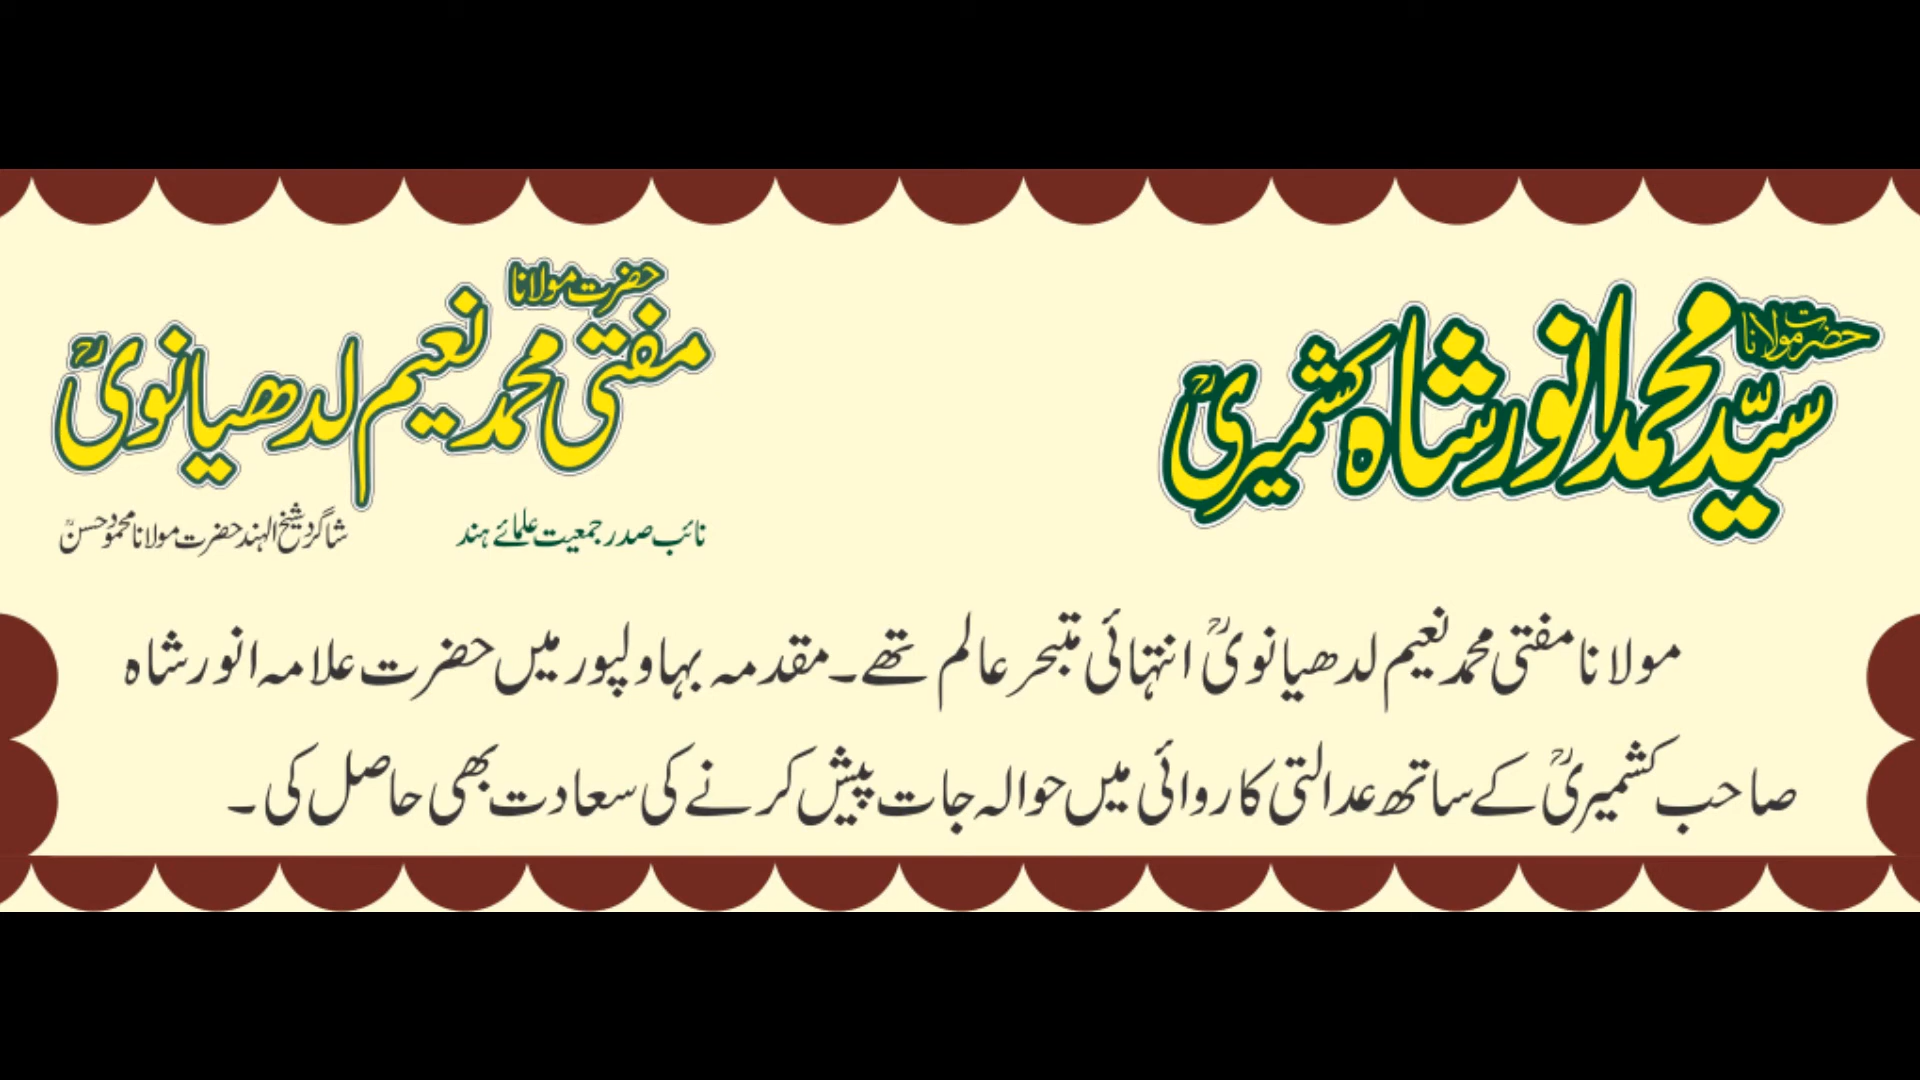 حضرت مولانا
سیّد محمد انور شاہ کشمیریؒ
حضرت مولانا
مفتی محمد نعیم لدھیانویؒ
نائب صدر جمعیت علمائے ہند
شاگرد شیخ الہند حضرت مولانا محمود حسنؒ
مولانا مفتی محمد نعیم لدھیانویؒ انتہائی متبحر عالم تھے۔ مقدمہ بہاولپور میں حضرت علامہ انور شاہ
صاحب کشمیریؒ کے ساتھ عدالتی کاروائی میں حوالہ جات پیش کرنے کی سعادت بھی حاصل کی۔